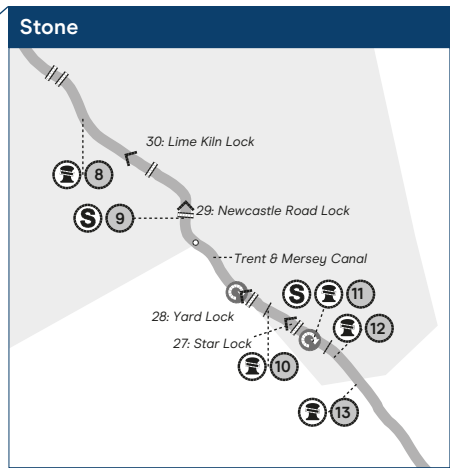 Stone
30: Lime Kiln Lock
8
S 9
29: Newcastle Road Lock
Trent & Mersey Canal
S 11
28: Yard Lock
12
27: Star Lock
10
13